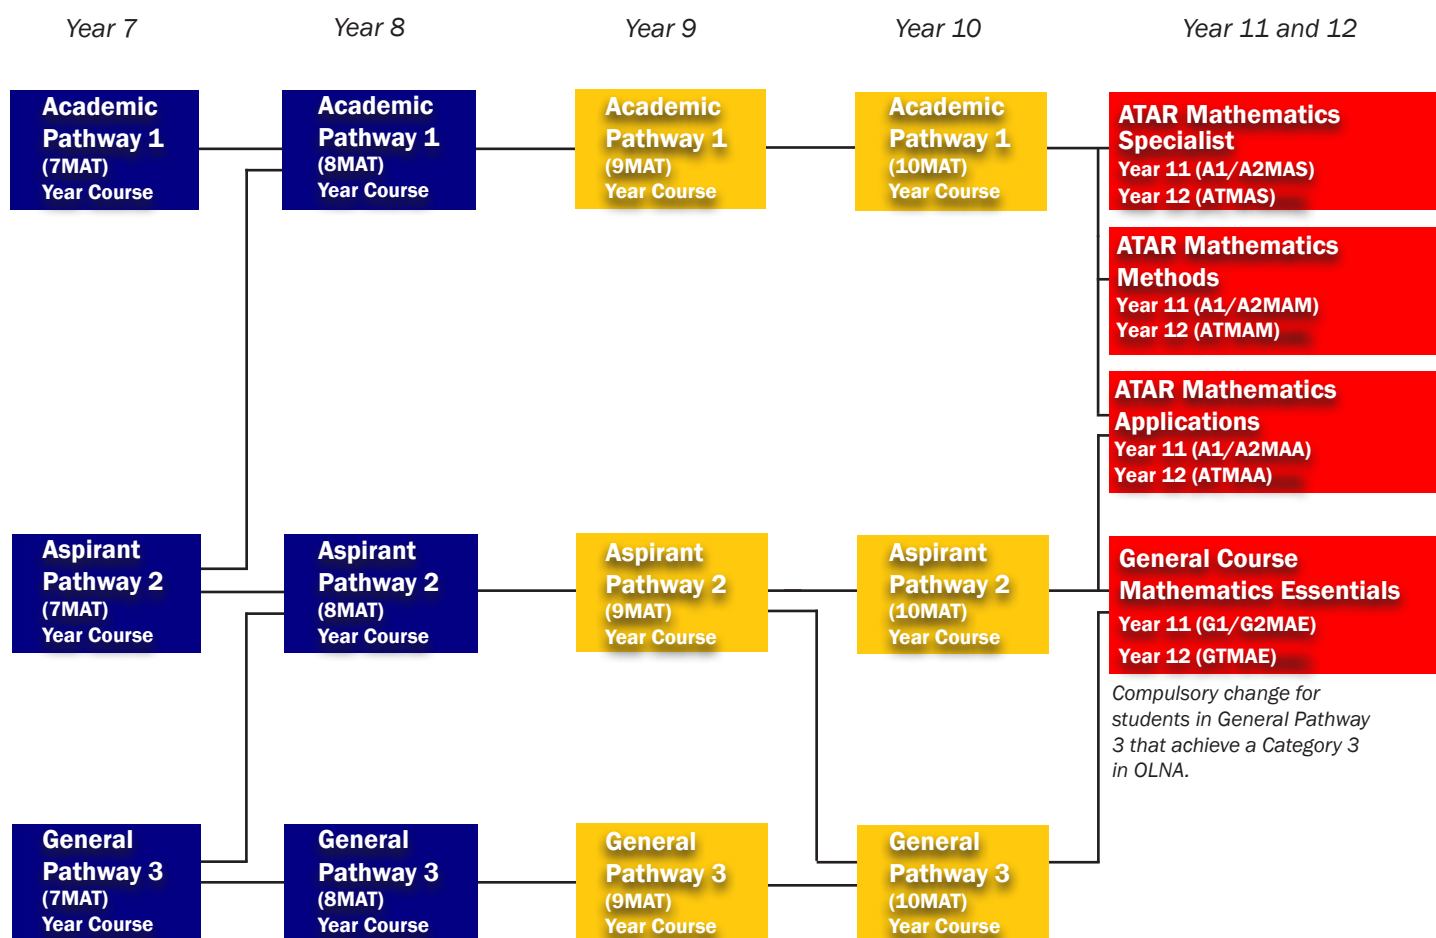 Year 7
Year 8
Year 9
Year 10
Year 11 and 12
Academic
Pathway 1
(7MAT)
Year Course
Academic
Pathway 1
(8MAT)
Year Course
Academic
Pathway 1
(9MAT)
Year Course
Academic
Pathway 1
(10MAT)
Year Course
ATAR Mathematics
Specialist
Year 11 (A1/A2MAS)
Year 12 (ATMAS)
ATAR Mathematics
Methods
Year 11 (A1/A2MAM)
Year 12 (ATMAM)
ATAR Mathematics
Applications
Year 11 (A1/A2MAA)
Year 12 (ATMAA)
Aspirant
Pathway 2
(7MAT)
Year Course
Aspirant
Pathway 2
(8MAT)
Year Course
Aspirant
Pathway 2
(9MAT)
Year Course
Aspirant
Pathway 2
(10MAT)
Year Course
General Course
Mathematics Essentials
Year 11 (G1/G2MAE)
Year 12 (GTMAE)
Compulsory change for
students in General Pathway
3 that achieve a Category 3
in OLNA.
General
Pathway 3
(7MAT)
Year Course
General
Pathway 3
(8MAT)
Year Course
General
Pathway 3
(9MAT)
Year Course
General
Pathway 3
(10MAT)
Year Course